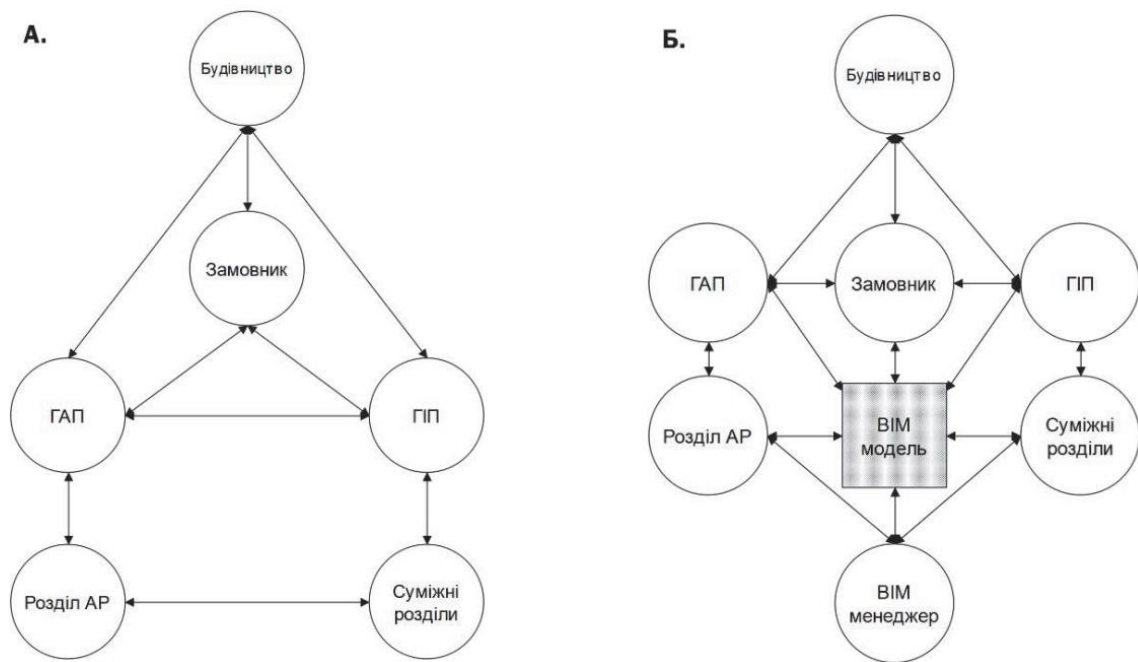 А.
Будівництво
Замовник
ГАП
ГІП
Розділ АР
Суміжні
розділи
Б.
Будівництво
ГАП
Замовник
ГІП
Розділ АР
BIM
модель
Суміжні
розділи
BIM
менеджер